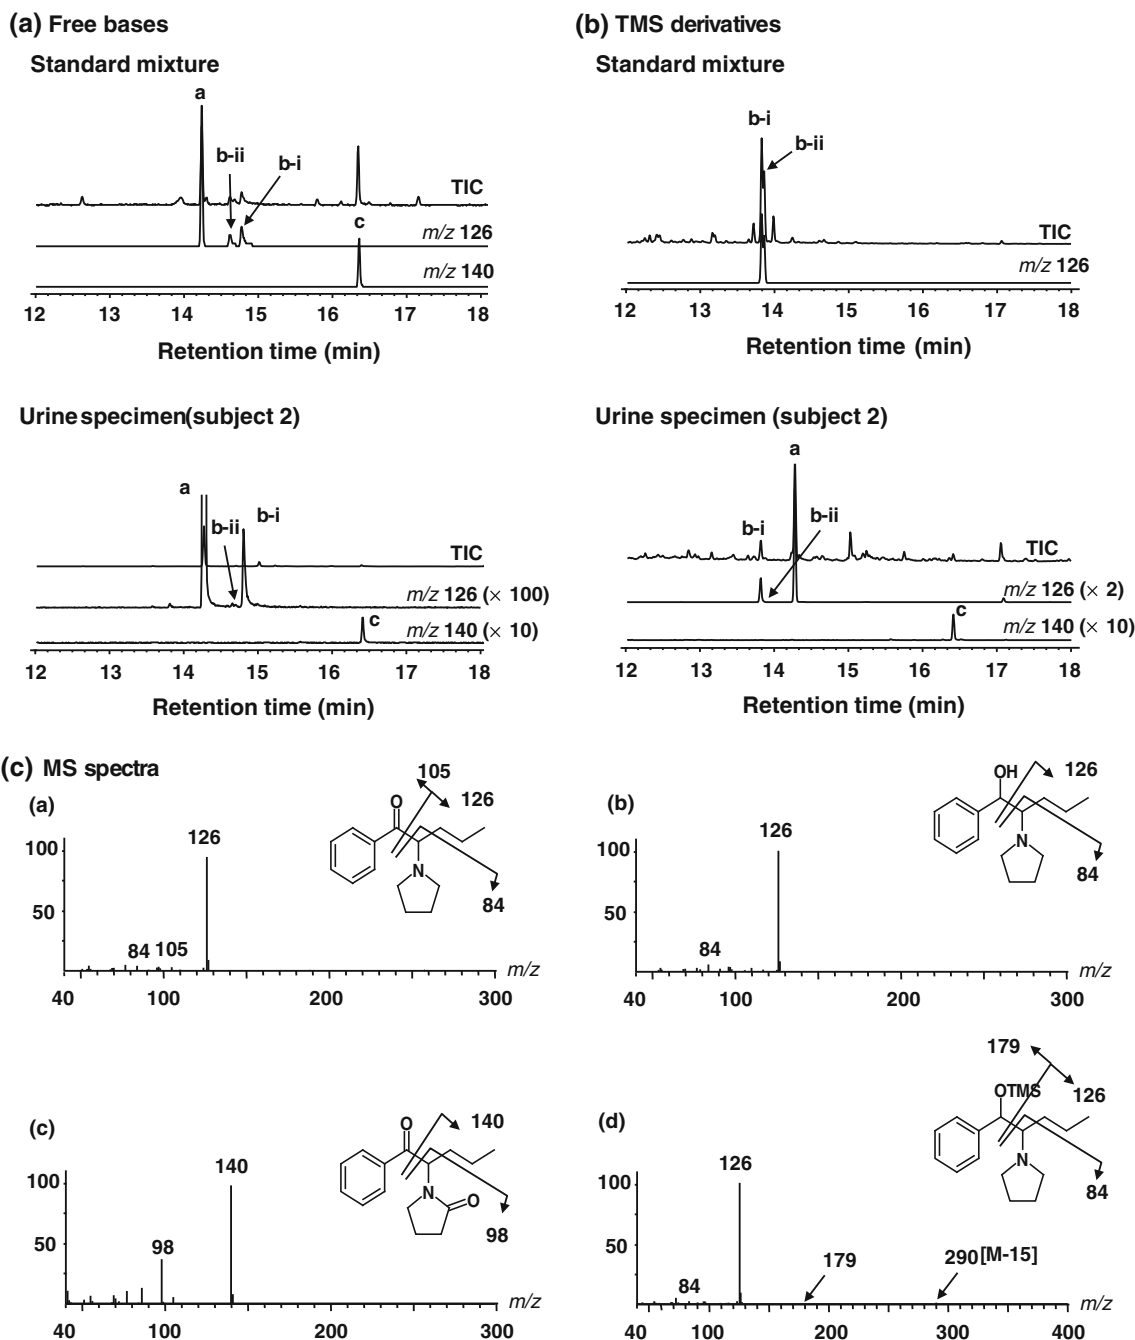 (a) Free bases
Standard mixture
a
b-ii
b-i
TIC
c
m/z 126
m/z 140
12 13 14 15 16 17 18
Retention time (min)
(b) TMS derivatives
Standard mixture
b-i
b-ii
TIC
m/z 126
12 13 14 15 16 17 18
Retention time (min)
Urine specimen (subject 2)
a
b-ii
b-i
TIC
m/z 126 (× 100)
c
m/z 140 (× 10)
12 13 14 15 16 17 18
Retention time (min)
Urine specimen (subject 2)
a
b-i
b-ii
TIC
m/z 126 (× 2)
c
m/z 140 (× 10)
12 13 14 15 16 17 18
Retention time (min)
(c) MS spectra
(a)
105
126
O
N
84
126
100
50
84 105
m/z
40 100 200 300
(b)
OH
126
N
84
126
100
50
84
m/z
40 100 200 300
(c)
O
140
N
O
98
140
100
50
98
m/z
40 100 200 300
(d)
179
OTMS
126
N
84
126
100
50
84
179
290 [M-15]
m/z
40 100 200 300 400